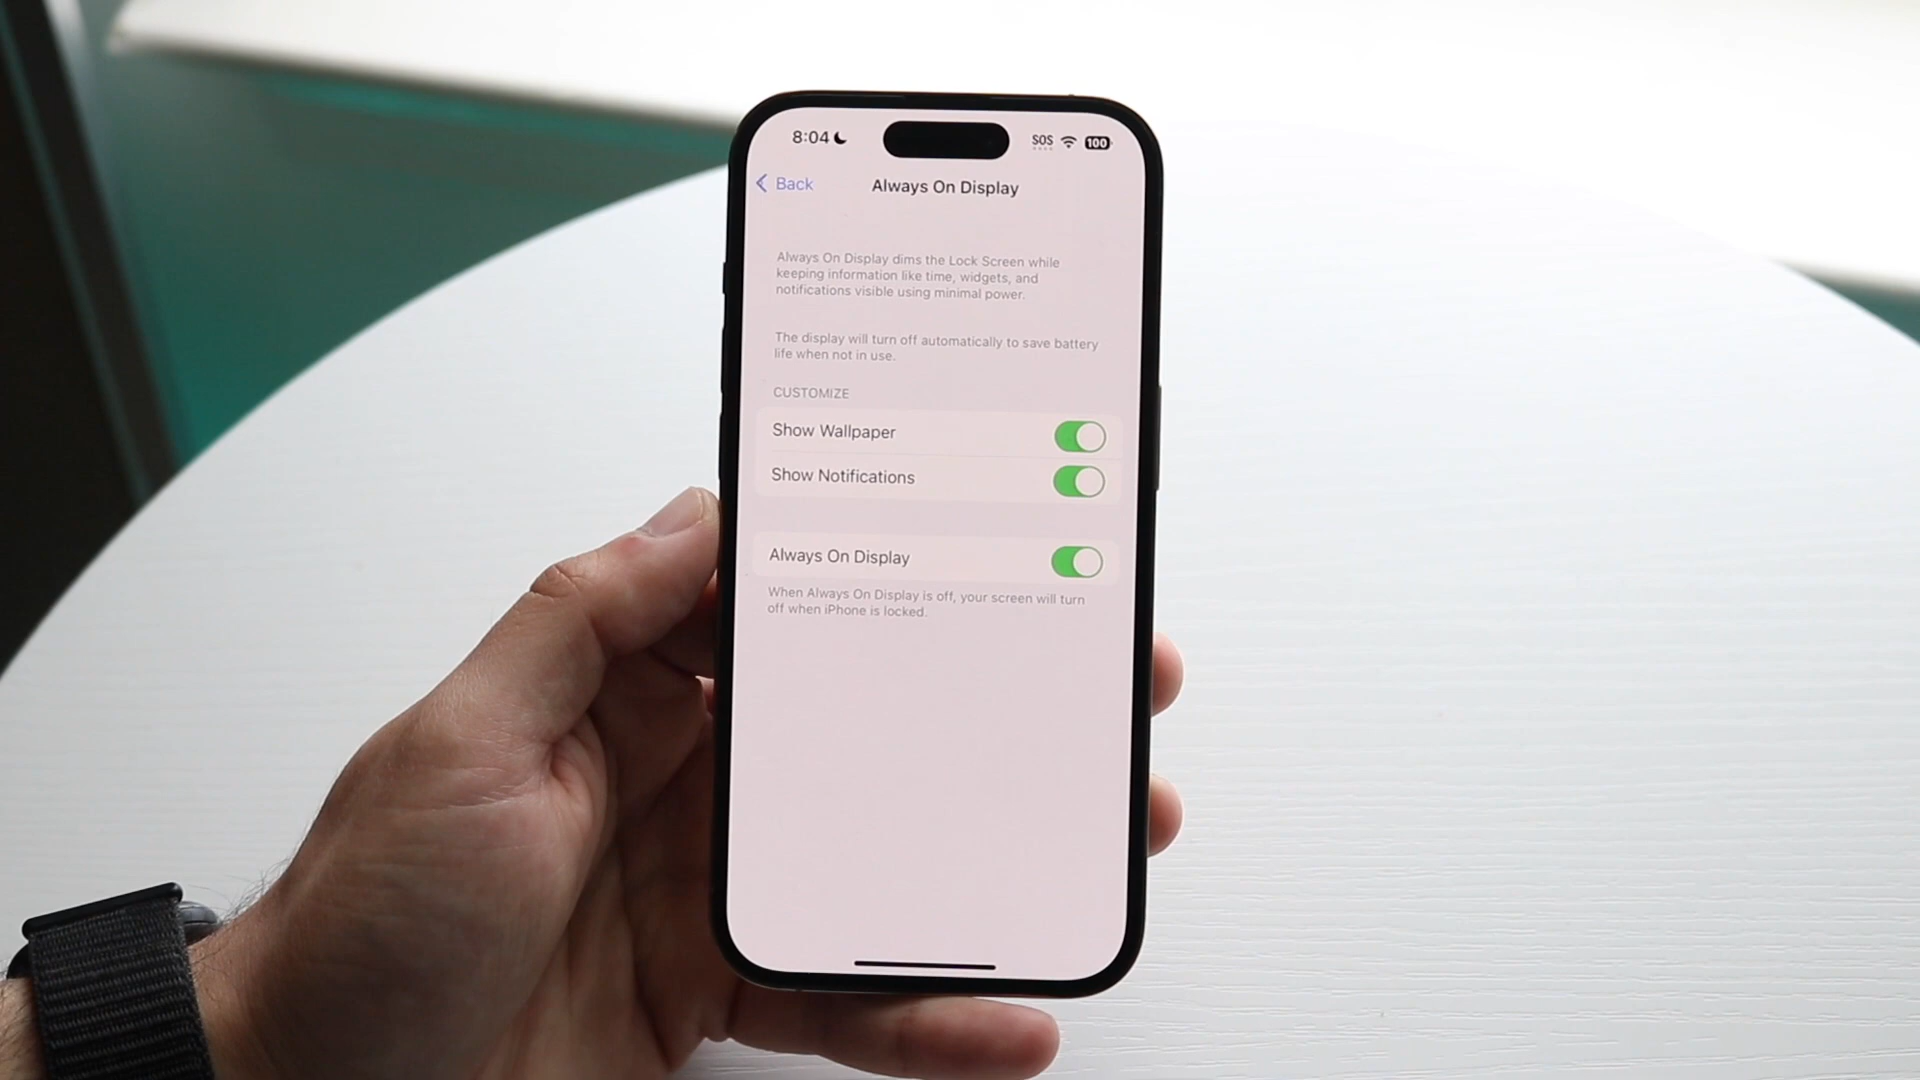 8:04
SOS 100
Back
Always On Display
Always On Display dims the Lock Screen while
keeping information like time, widgets, and
notifications visible using minimal power.
The display will turn off automatically to save battery
life when not in use.
CUSTOMIZE
Show Wallpaper
Show Notifications
Always On Display
When Always On Display is off, your screen will turn
off when iPhone is locked.